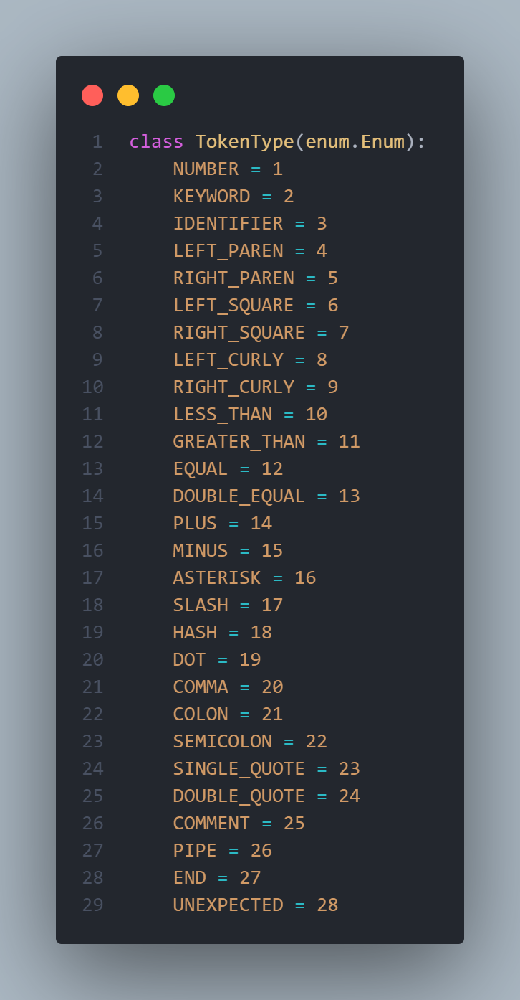 1 class TokenType(enum.Enum):
2     NUMBER = 1
3     KEYWORD = 2
4     IDENTIFIER = 3
5     LEFT_PAREN = 4
6     RIGHT_PAREN = 5
7     LEFT_SQUARE = 6
8     RIGHT_SQUARE = 7
9     LEFT_CURLY = 8
10     RIGHT_CURLY = 9
11     LESS_THAN = 10
12     GREATER_THAN = 11
13     EQUAL = 12
14     DOUBLE_EQUAL = 13
15     PLUS = 14
16     MINUS = 15
17     ASTERISK = 16
18     SLASH = 17
19     HASH = 18
20     DOT = 19
21     COMMA = 20
22     COLON = 21
23     SEMICOLON = 22
24     SINGLE_QUOTE = 23
25     DOUBLE_QUOTE = 24
26     COMMENT = 25
27     PIPE = 26
28     END = 27
29     UNEXPECTED = 28